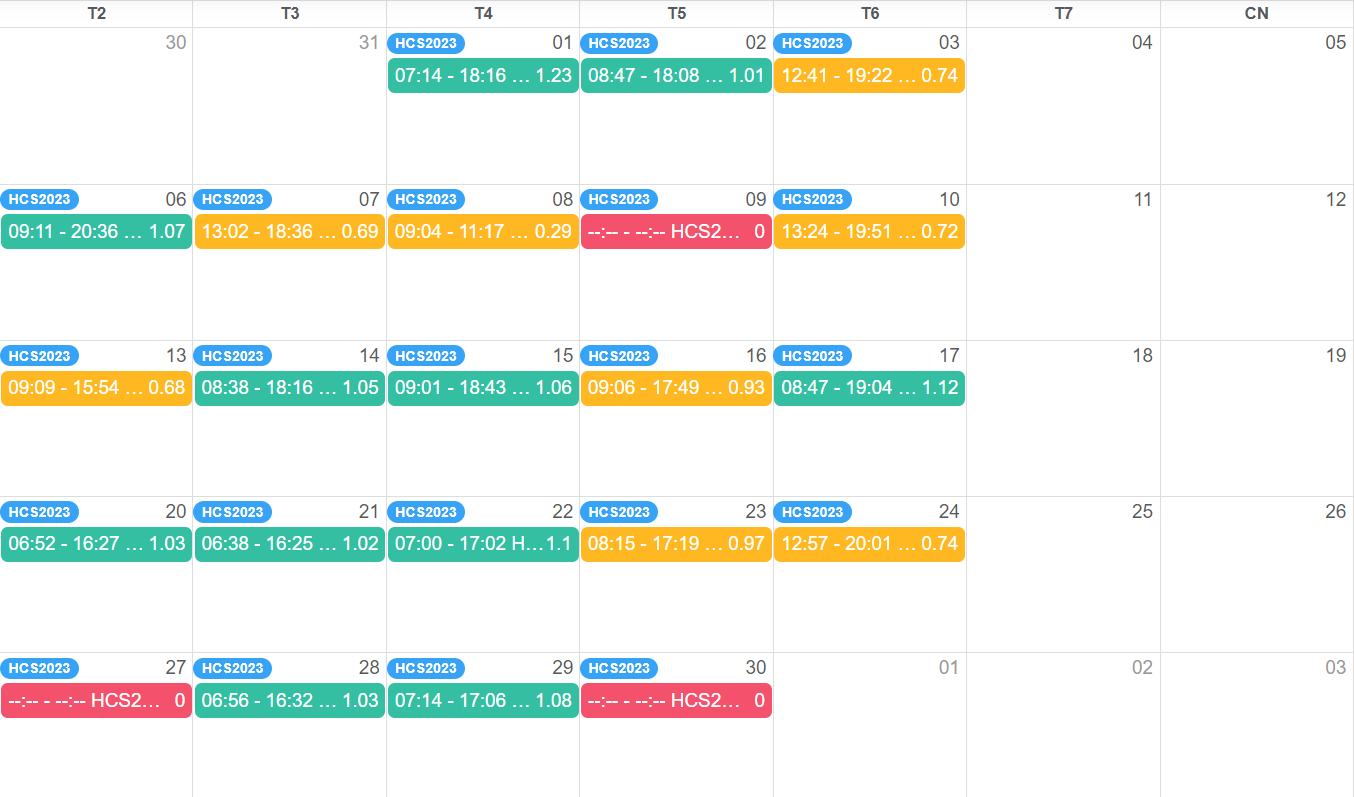 T2 T3 T4 T5 T6 T7 CN
30 31 HCS2023 01 HCS2023 02 HCS2023 03 04 05
07:14 - 18:16 ... 1.23 08:47 - 18:08 ... 1.01 12:41 - 19:22 ... 0.74
HCS2023 06 HCS2023 07 HCS2023 08 HCS2023 09 HCS2023 10 11 12
09:11 - 20:36 ... 1.07 13:02 - 18:36 ... 0.69 09:04 - 11:17 ... 0.29 --:-- - --:-- HCS2... 0 13:24 - 19:51 ... 0.72
HCS2023 13 HCS2023 14 HCS2023 15 HCS2023 16 HCS2023 17 18 19
09:09 - 15:54 ... 0.68 08:38 - 18:16 ... 1.05 09:01 - 18:43 ... 1.06 09:06 - 17:49 ... 0.93 08:47 - 19:04 ... 1.12
HCS2023 20 HCS2023 21 HCS2023 22 HCS2023 23 HCS2023 24 25 26
06:52 - 16:27 ... 1.03 06:38 - 16:25 ... 1.02 07:00 - 17:02 H... 1.1 08:15 - 17:19 ... 0.97 12:57 - 20:01 ... 0.74
HCS2023 27 HCS2023 28 HCS2023 29 HCS2023 30 01 02 03
--:-- - --:-- HCS2... 0 06:56 - 16:32 ... 1.03 07:14 - 17:06 ... 1.08 --:-- - --:-- HCS2... 0